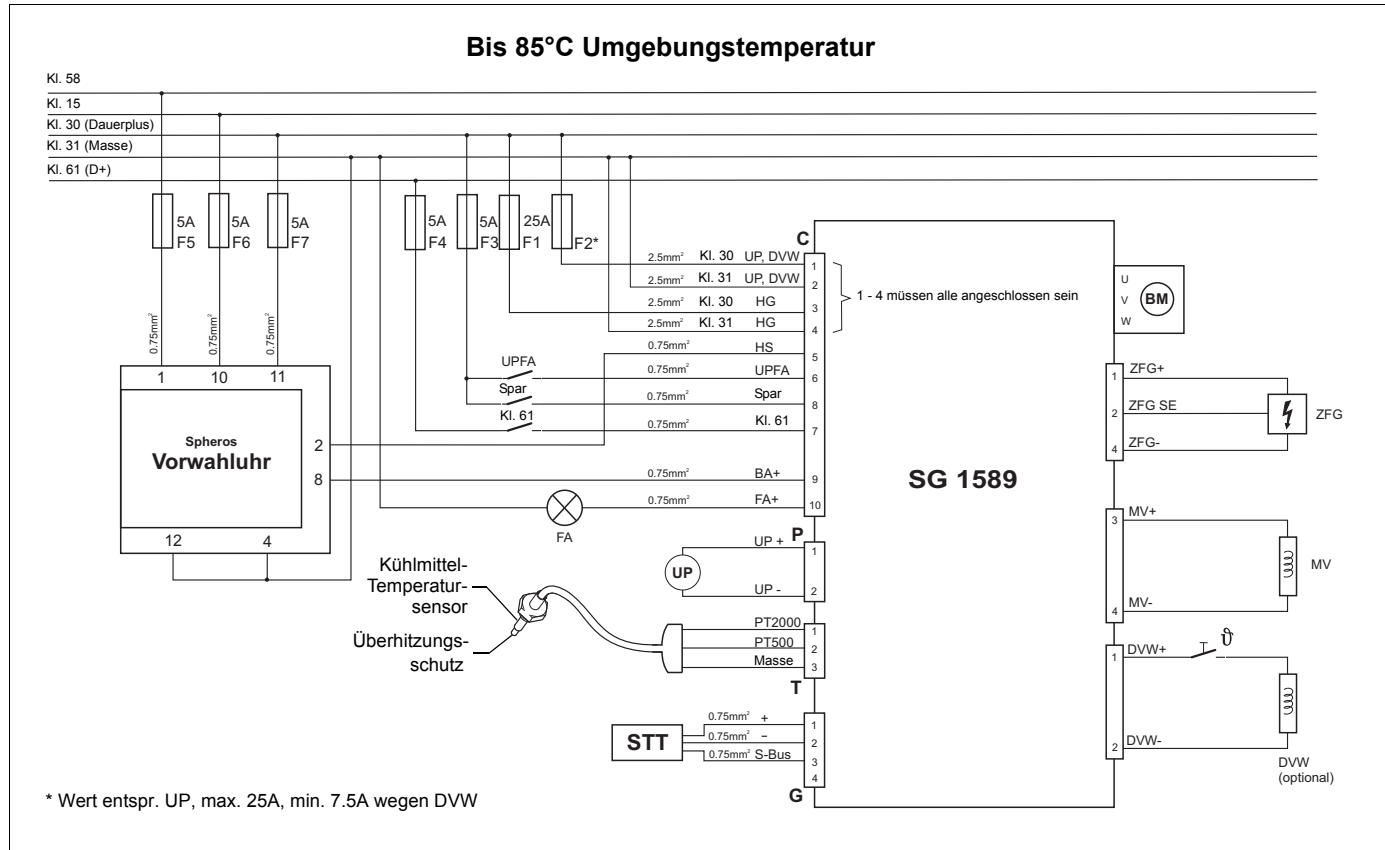 Bis 85°C Umgebungstemperatur
Kl. 58
Kl. 15
Kl. 30 (Dauerplus)
Kl. 31 (Masse)
Kl. 61 (D+)
5A
F5
5A
F6
5A
F7
5A
F4
5A
F3
25A
F1
F2*
0.75mm²
0.75mm²
0.75mm²
1
10
11
Spheros
Vorwahluhr
2
8
12
4
C
2.5mm² Kl. 30 UP, DVW 1
2.5mm² Kl. 31 UP, DVW 2
2.5mm² Kl. 30 HG 3
2.5mm² Kl. 31 HG 4
1 - 4 müssen alle angeschlossen sein
0.75mm² HS 5
UPFA 0.75mm² UPFA 6
Spar 0.75mm² Spar 8
Kl. 61 0.75mm² Kl. 61 7
0.75mm² BA+ 9
0.75mm² FA+ 10
FA
SG 1589
P
UP + 1
UP
UP - 2
Kühlmittel-
Temperatur-
sensor
Überhitzungs-
schutz
PT2000 1
PT500 2
Masse 3
T
STT
0.75mm² + 1
0.75mm² – 2
0.75mm² S-Bus 3
4
G
U
V
W
BM
1 ZFG+
2 ZFG SE
4 ZFG-
ZFG
3 MV+
4 MV-
MV
1 DVW+
ϑ
2 DVW-
DVW
(optional)
* Wert entspr. UP, max. 25A, min. 7.5A wegen DVW